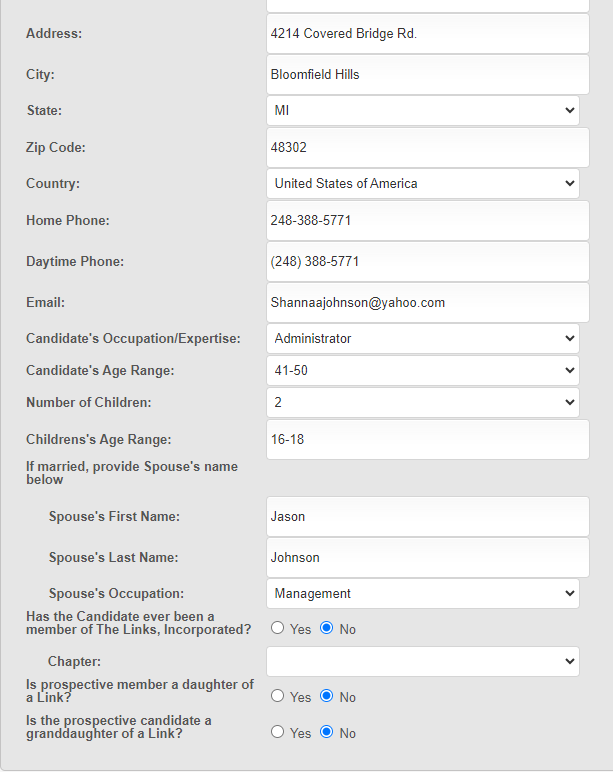 Address: 4214 Covered Bridge Rd.
City: Bloomfield Hills
State: MI
Zip Code: 48302
Country: United States of America
Home Phone: 248-388-5771
Daytime Phone: (248) 388-5771
Email: Shannaajohnson@yahoo.com
Candidate's Occupation/Expertise: Administrator
Candidate's Age Range: 41-50
Number of Children: 2
Childrens's Age Range: 16-18
If married, provide Spouse's name
below
Spouse's First Name: Jason
Spouse's Last Name: Johnson
Spouse's Occupation: Management
Has the Candidate ever been a
member of The Links, Incorporated? Yes No
Chapter:
Is prospective member a daughter of
a Link? Yes No
Is the prospective candidate a
granddaughter of a Link? Yes No